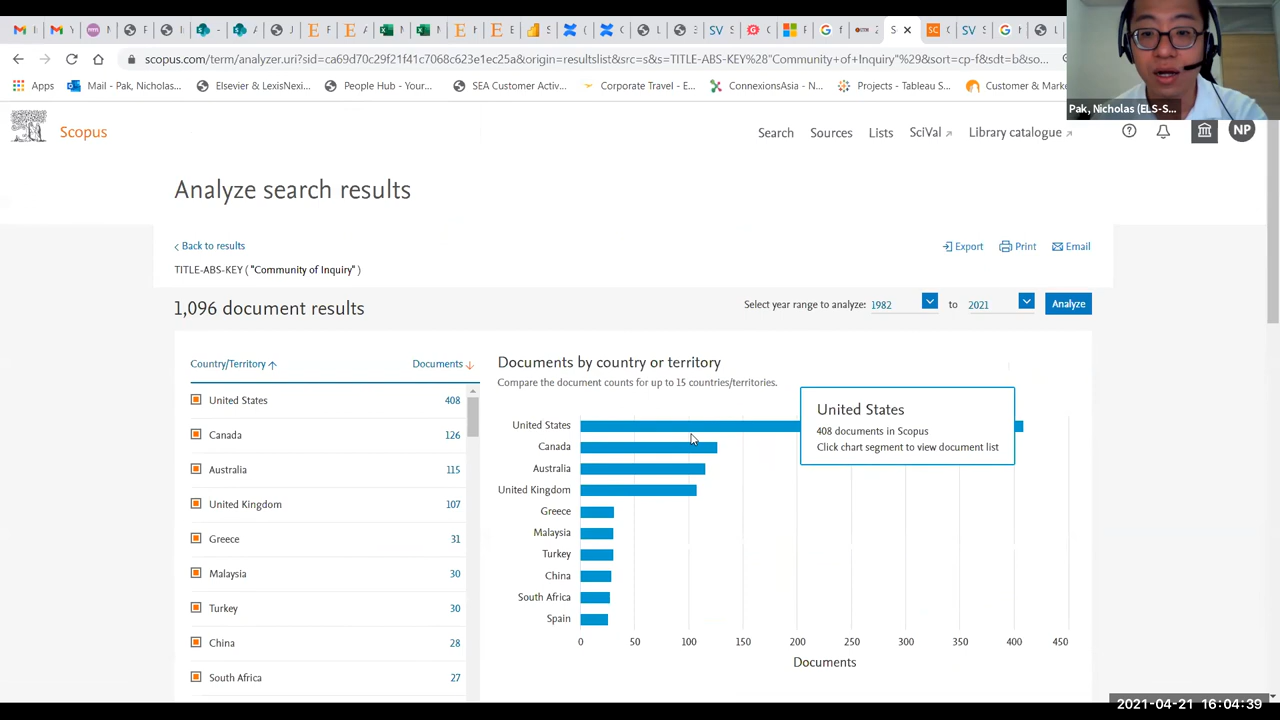 scopus.com/term/analyzer.uri?sid=ca69d70c29f21f41c7068c623e1ec25a&origin=resultslist&src=s&s=TITLE-ABS-KEY%28"Community+of+Inquiry"%29&sort=cp-f&sdt=b&so...
Apps Mail - Pak, Nicholas... Elsevier & LexisNexi... People Hub - Your... SEA Customer Activ... Corporate Travel - E... ConnexionsAsia - N... Projects - Tableau S... Customer & Marke
Pak, Nicholas (ELS-S...
Scopus
Search Sources Lists SciVal Library catalogue NP
Analyze search results
Back to results
Export Print Email
TITLE-ABS-KEY ( "Community of Inquiry" )
1,096 document results
Select year range to analyze: 1982 to 2021 Analyze
Country/Territory Documents
United States 408
Canada 126
Australia 115
United Kingdom 107
Greece 31
Malaysia 30
Turkey 30
China 28
South Africa 27
Documents by country or territory
Compare the document counts for up to 15 countries/territories.
United States
408 documents in Scopus
Click chart segment to view document list
United States
Canada
Australia
United Kingdom
Greece
Malaysia
Turkey
China
South Africa
Spain
0 50 100 150 200 250 300 350 400 450
Documents
2021-04-21 16:04:39